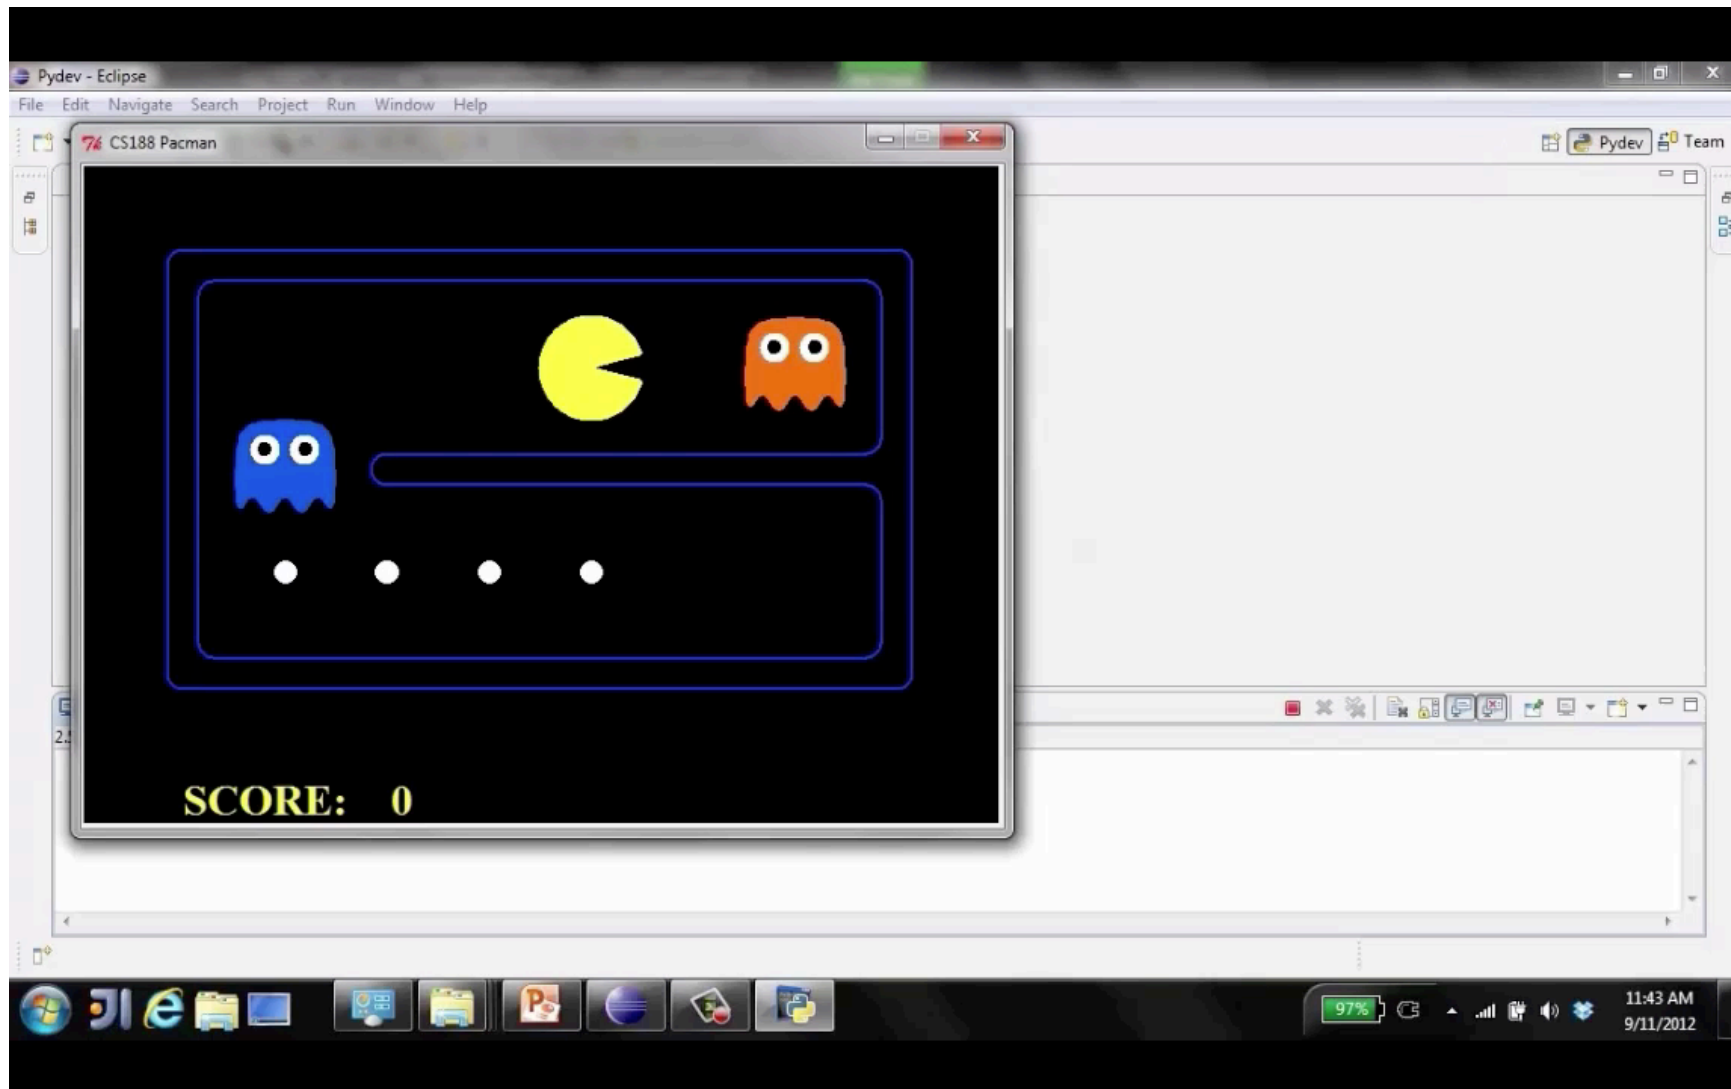 Pydev - Eclipse
File Edit Navigate Search Project Run Window Help
CS188 Pacman
Pydev Team
SCORE: 0
97%
11:43 AM
9/11/2012